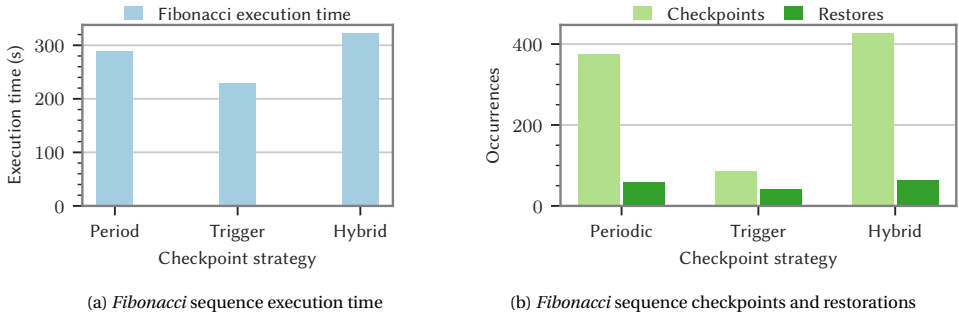 Fibonacci execution time
Execution time (s)
300
200
100
0
Period Trigger Hybrid
Checkpoint strategy
(a) Fibonacci sequence execution time
Checkpoints Restores
Occurrences
400
200
0
Periodic Trigger Hybrid
Checkpoint strategy
(b) Fibonacci sequence checkpoints and restorations